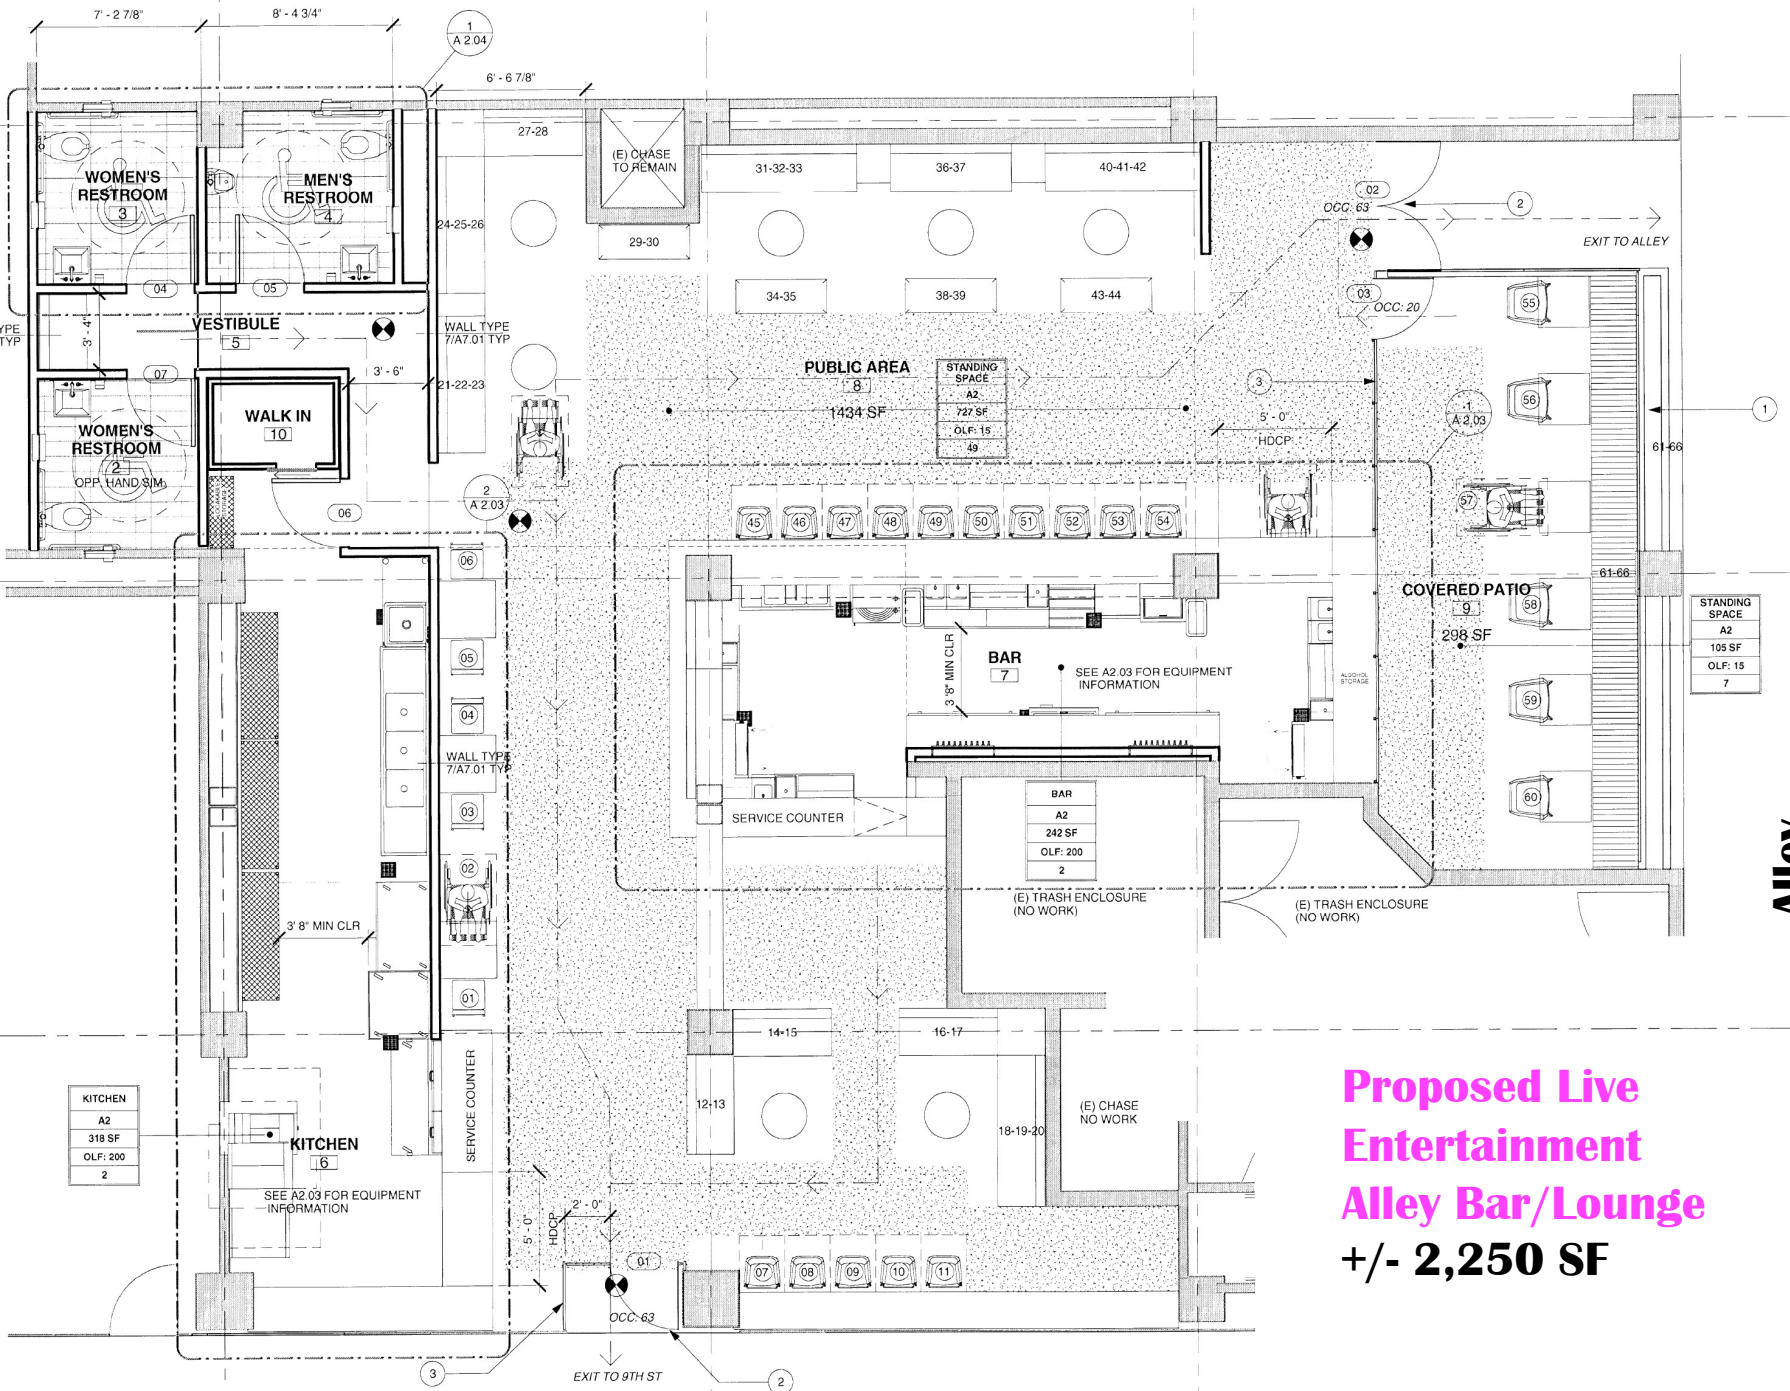 7' - 2 7/8"
8' - 4 3/4"
1
A 2.04
6' - 6 7/8"
27-28
(E) CHASE
TO REMAIN
31-32-33
36-37
40-41-42
WOMEN'S
RESTROOM
3
MEN'S
RESTROOM
4
02
OCC: 63
2
EXIT TO ALLEY
24-25-26
29-30
04
05
34-35
38-39
43-44
03
OCC: 20
55
VESTIBULE
5
3' - 4"
TYP
WALL TYPE
7/A7.01 TYP
07
3' - 6"
21-22-23
PUBLIC AREA
8
1434 SF
STANDING
SPACE
A2
727 SF
OLF: 15
49
3
5' - 0"
HDCP
1
A 2.03
56
1
WALK IN
10
WOMEN'S
RESTROOM
2
OPP. HAND SIM.
61-66
06
2
A 2.03
45
46
47
48
49
50
51
52
53
54
57
06
61-66
COVERED PATIO
9
298 SF
58
STANDING
SPACE
A2
105 SF
OLF: 15
7
05
3'8" MIN CLR
BAR
7
SEE A2.03 FOR EQUIPMENT
INFORMATION
ALCOHOL
STORAGE
59
04
WALL TYPE
7/A7.01 TYP
60
03
SERVICE COUNTER
BAR
A2
242 SF
OLF: 200
2
02
(E) TRASH ENCLOSURE
(NO WORK)
(E) TRASH ENCLOSURE
(NO WORK)
Alley
3' 8" MIN CLR
01
14-15
16-17
12-13
18-19-20
(E) CHASE
NO WORK
SERVICE COUNTER
KITCHEN
A2
318 SF
OLF: 200
2
KITCHEN
6
SEE A2.03 FOR EQUIPMENT
INFORMATION
5' - 0"
HDCP
2' - 0"
01
07
08
09
10
11
OCC: 63
3
EXIT TO 9TH ST
2
Proposed Live
Entertainment
Alley Bar/Lounge
+/- 2,250 SF